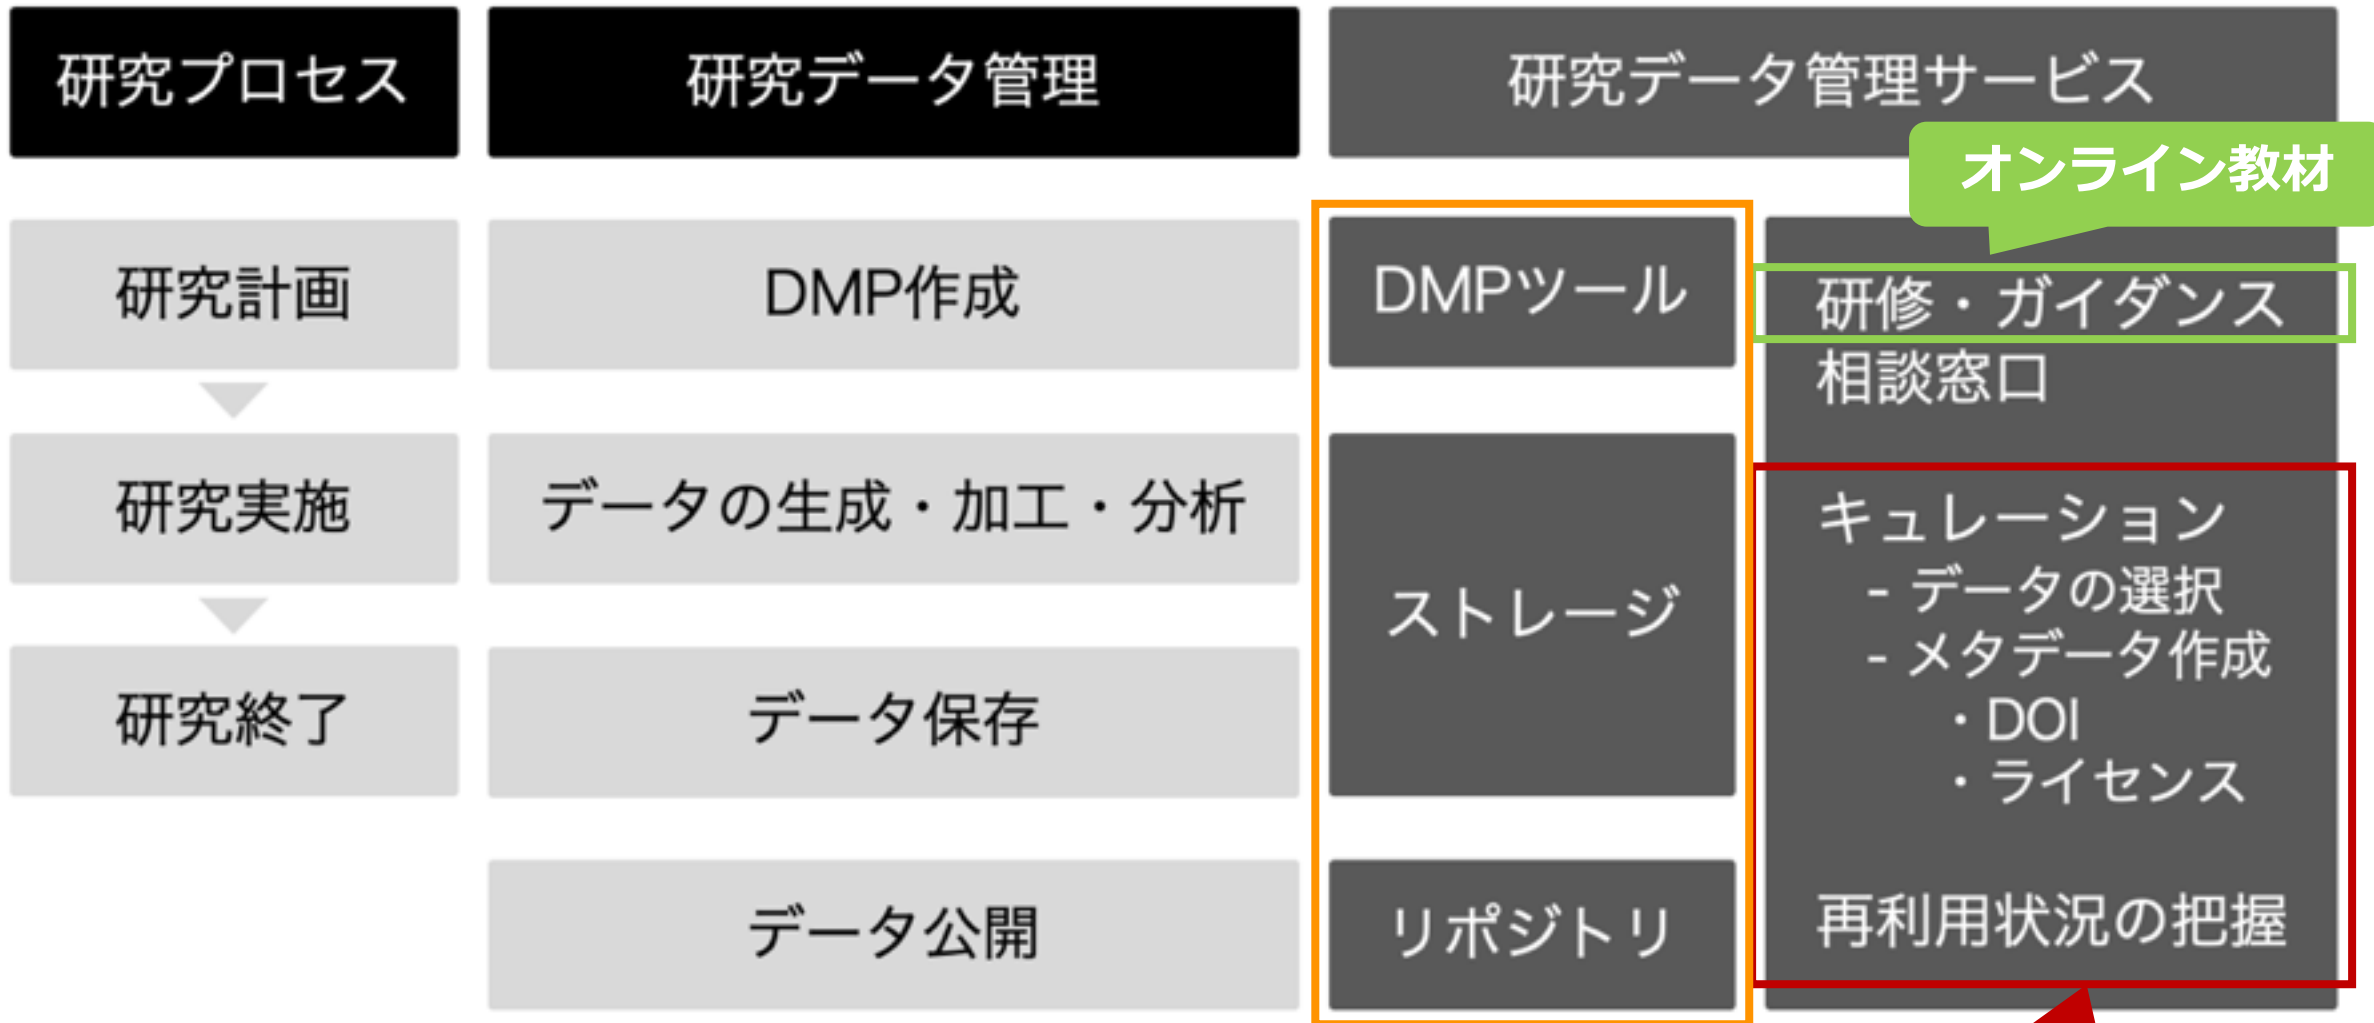 研究プロセス
研究データ管理
研究データ管理サービス
オンライン教材
研究計画
DMP作成
DMPツール
研修・ガイダンス
相談窓口
研究実施
データの生成・加工・分析
ストレージ
キュレーション
- データの選択
- メタデータ作成
・DOI
・ライセンス
研究終了
データ保存
データ公開
リポジトリ
再利用状況の把握